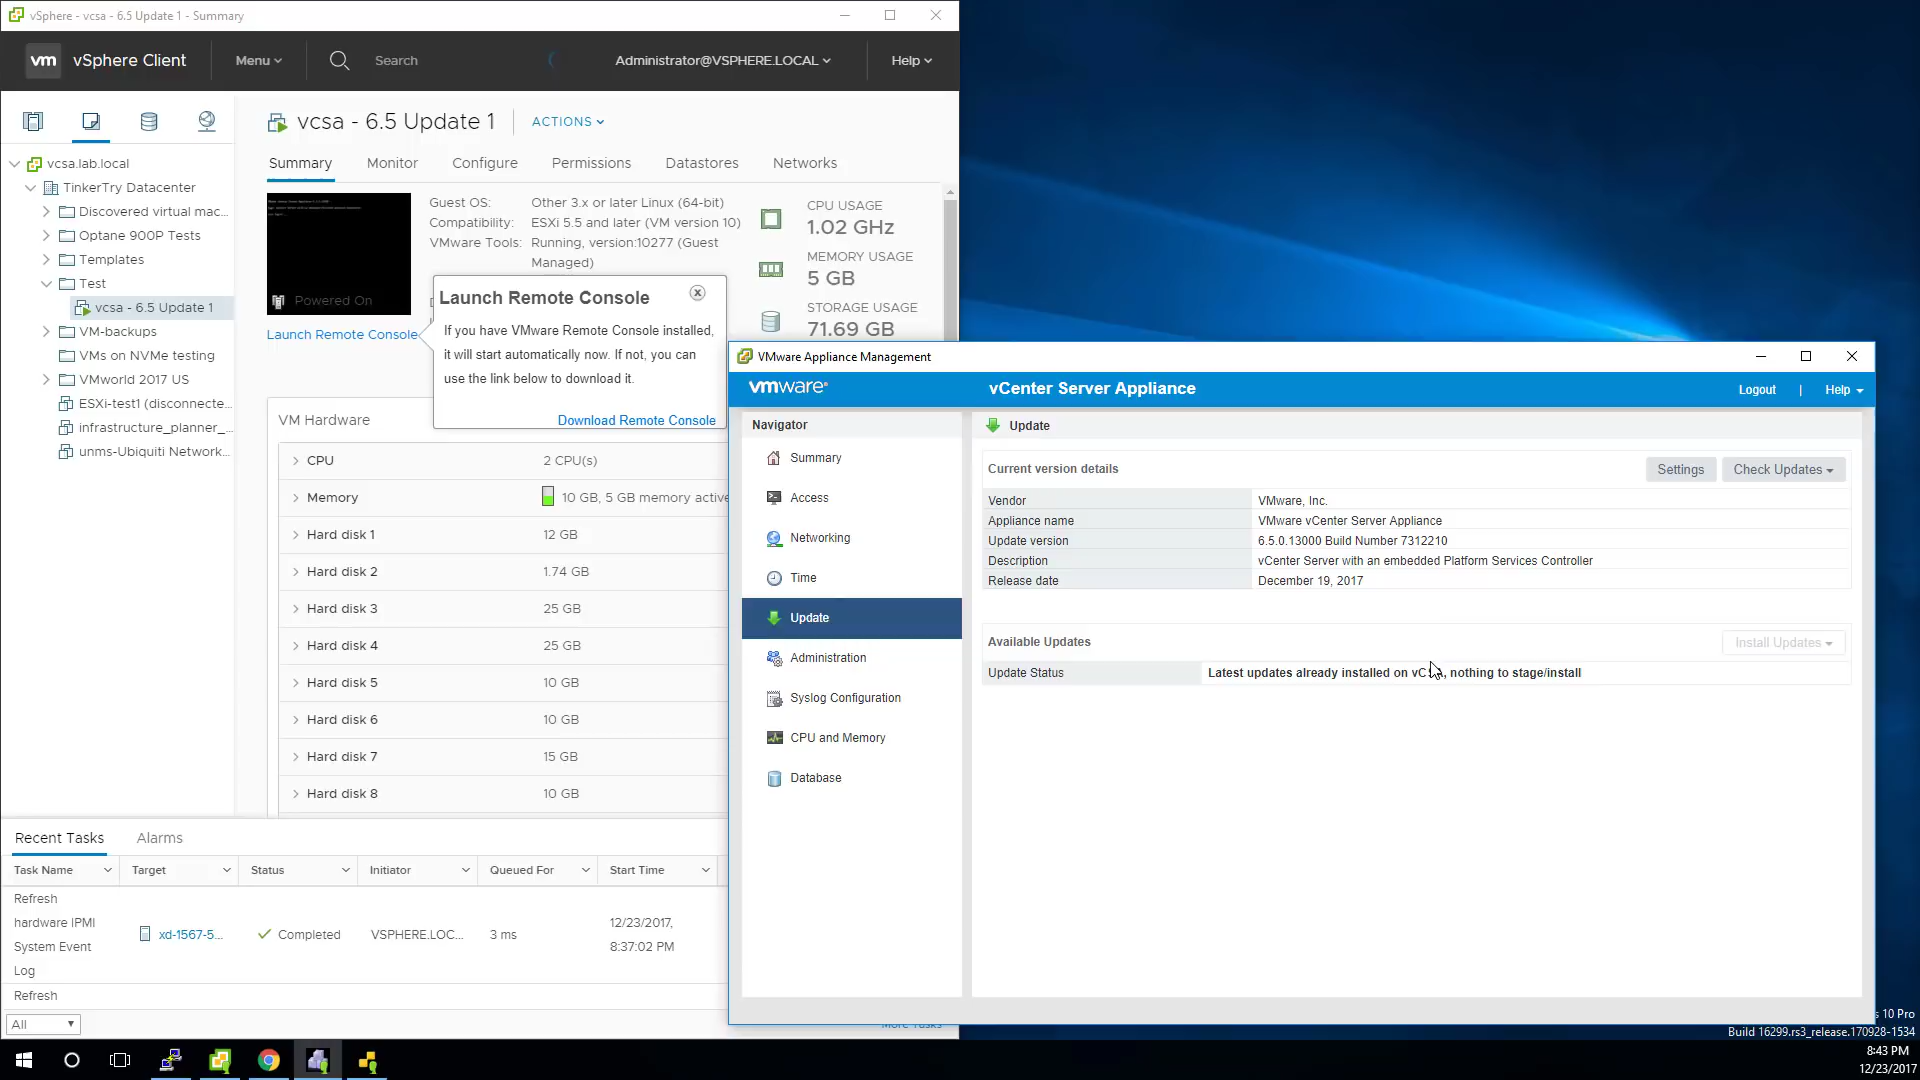 vSphere - vcsa - 6.5 Update 1 - Summary
vm vSphere Client Menu Search Administrator@VSPHERE.LOCAL Help
vcsa - 6.5 Update 1 ACTIONS
Summary Monitor Configure Permissions Datastores Networks
vcsa.lab.local
TinkerTry Datacenter
Discovered virtual mac...
Optane 900P Tests
Templates
Test
vcsa - 6.5 Update 1
VM-backups
VMs on NVMe testing
VMworld 2017 US
ESXi-test1 (disconnecte...
infrastructure_planner_...
unms-Ubiquiti Network...
Powered On
Launch Remote Console
Guest OS: Other 3.x or later Linux (64-bit)
Compatibility: ESXi 5.5 and later (VM version 10)
VMware Tools: Running, version:10277 (Guest
Managed)
CPU USAGE
1.02 GHz
MEMORY USAGE
5 GB
STORAGE USAGE
71.69 GB
Launch Remote Console
If you have VMware Remote Console installed,
it will start automatically now. If not, you can
use the link below to download it.
Download Remote Console
VM Hardware
CPU 2 CPU(s)
Memory 10 GB, 5 GB memory active
Hard disk 1 12 GB
Hard disk 2 1.74 GB
Hard disk 3 25 GB
Hard disk 4 25 GB
Hard disk 5 10 GB
Hard disk 6 10 GB
Hard disk 7 15 GB
Hard disk 8 10 GB
Recent Tasks Alarms
Task Name Target Status Initiator Queued For Start Time
Refresh
hardware IPMI
System Event
Log
xd-1567-5... Completed VSPHERE.LOC... 3 ms
12/23/2017,
8:37:02 PM
Refresh
All
More Tasks
VMware Appliance Management
vmware vCenter Server Appliance Logout | Help
Navigator
Summary
Access
Networking
Time
Update
Administration
Syslog Configuration
CPU and Memory
Database
Update
Current version details Settings Check Updates
Vendor VMware, Inc.
Appliance name VMware vCenter Server Appliance
Update version 6.5.0.13000 Build Number 7312210
Description vCenter Server with an embedded Platform Services Controller
Release date December 19, 2017
Available Updates Install Updates
Update Status Latest updates already installed on nothing to stage/install
s 10 Pro
Build 16299.rs3_release.170928-1534
8:43 PM
12/23/2017